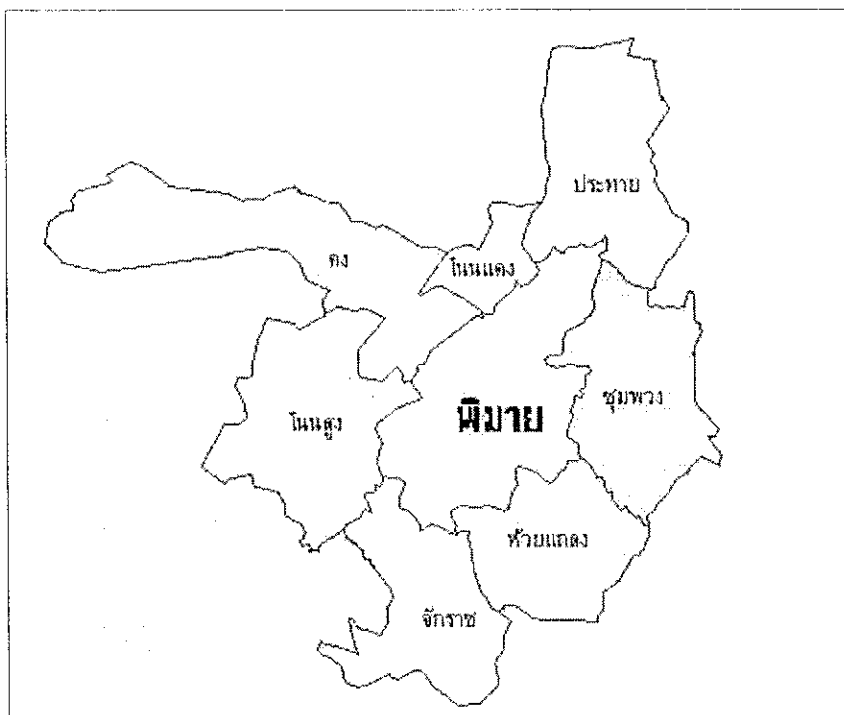 ประทาย
คง
โนนแดง
ชุมพวง
โนนสูง
พิมาย
ห้วยแถลง
จักราช